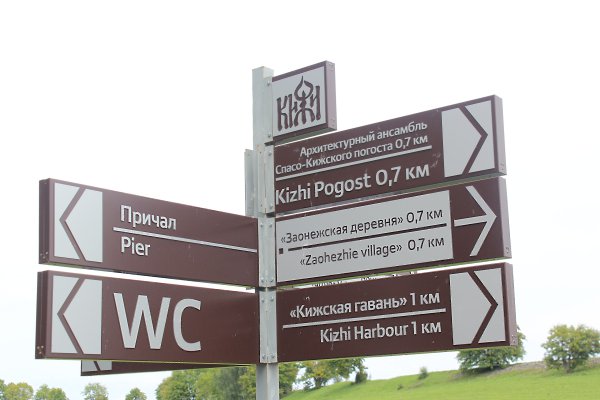 КИЖИ
Архитектурный ансамбль
Спасо-Кижского погоста 0,7 км
Kizhi Pogost 0,7 км
Причал
Pier
«Заонежская деревня» 0,7 км
«Zaohezhie village» 0,7 км
WC
«Кижская гавань» 1 км
Kizhi Harbour 1 км